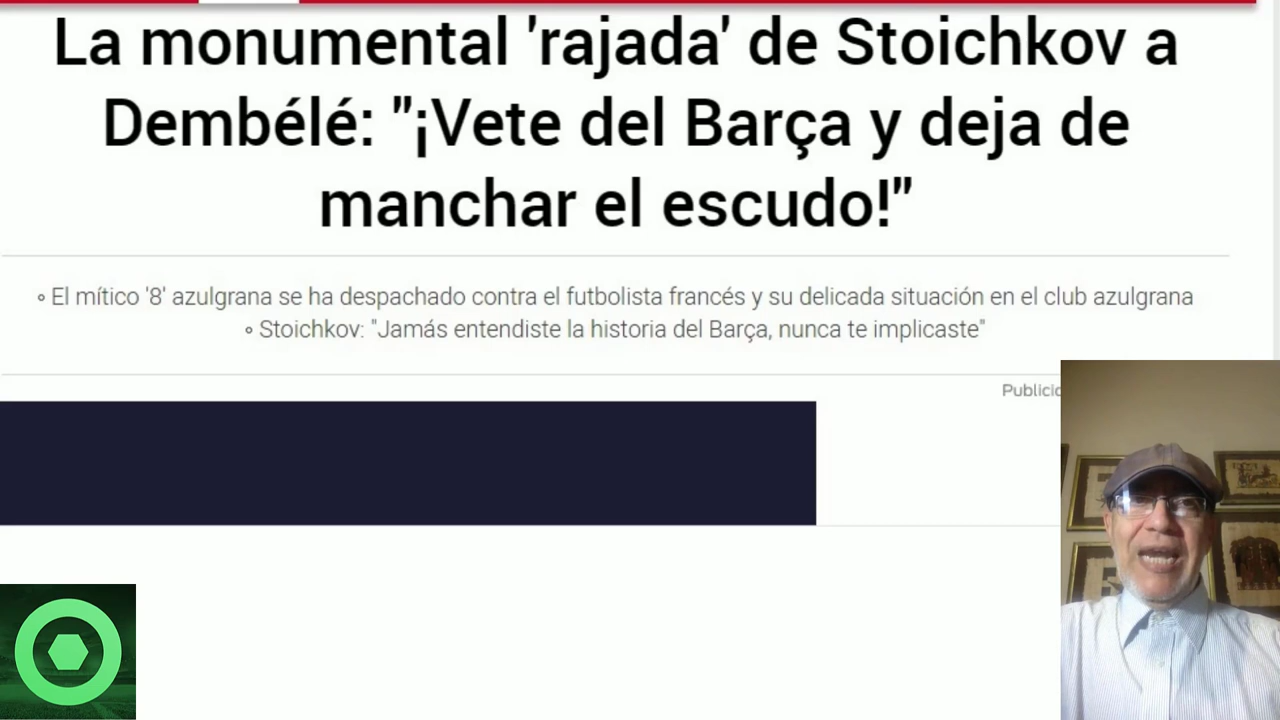 La monumental 'rajada' de Stoichkov a
Dembélé: "¡Vete del Barça y deja de
manchar el escudo!"
◦ El mítico '8' azulgrana se ha despachado contra el futbolista francés y su delicada situación en el club azulgrana
◦ Stoichkov: "Jamás entendiste la historia del Barça, nunca te implicaste"